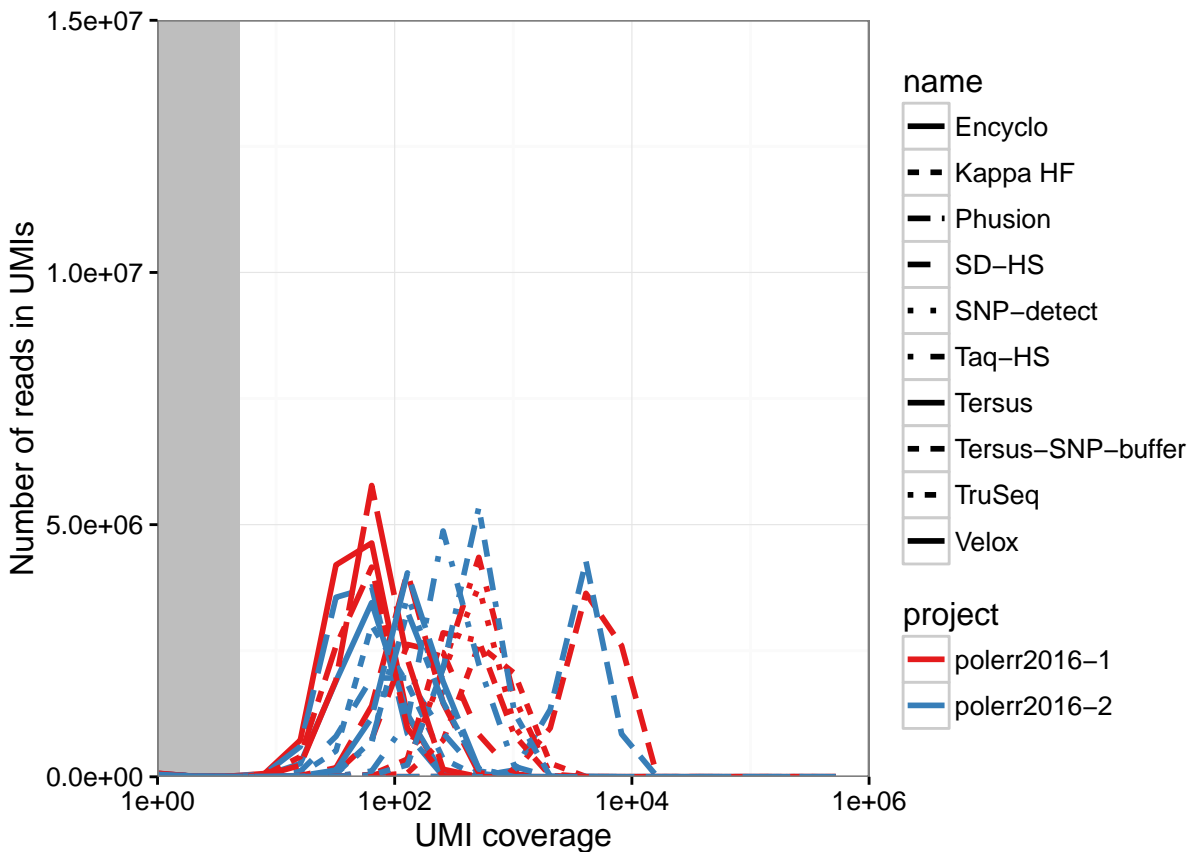 1.5e+07
1.0e+07
5.0e+06
0.0e+00
Number of reads in UMIs
1e+00
1e+02
1e+04
1e+06
UMI coverage
name
Encyclo
Kappa HF
Phusion
SD−HS
SNP−detect
Taq−HS
Tersus
Tersus−SNP−buffer
TruSeq
Velox
project
polerr2016−1
polerr2016−2